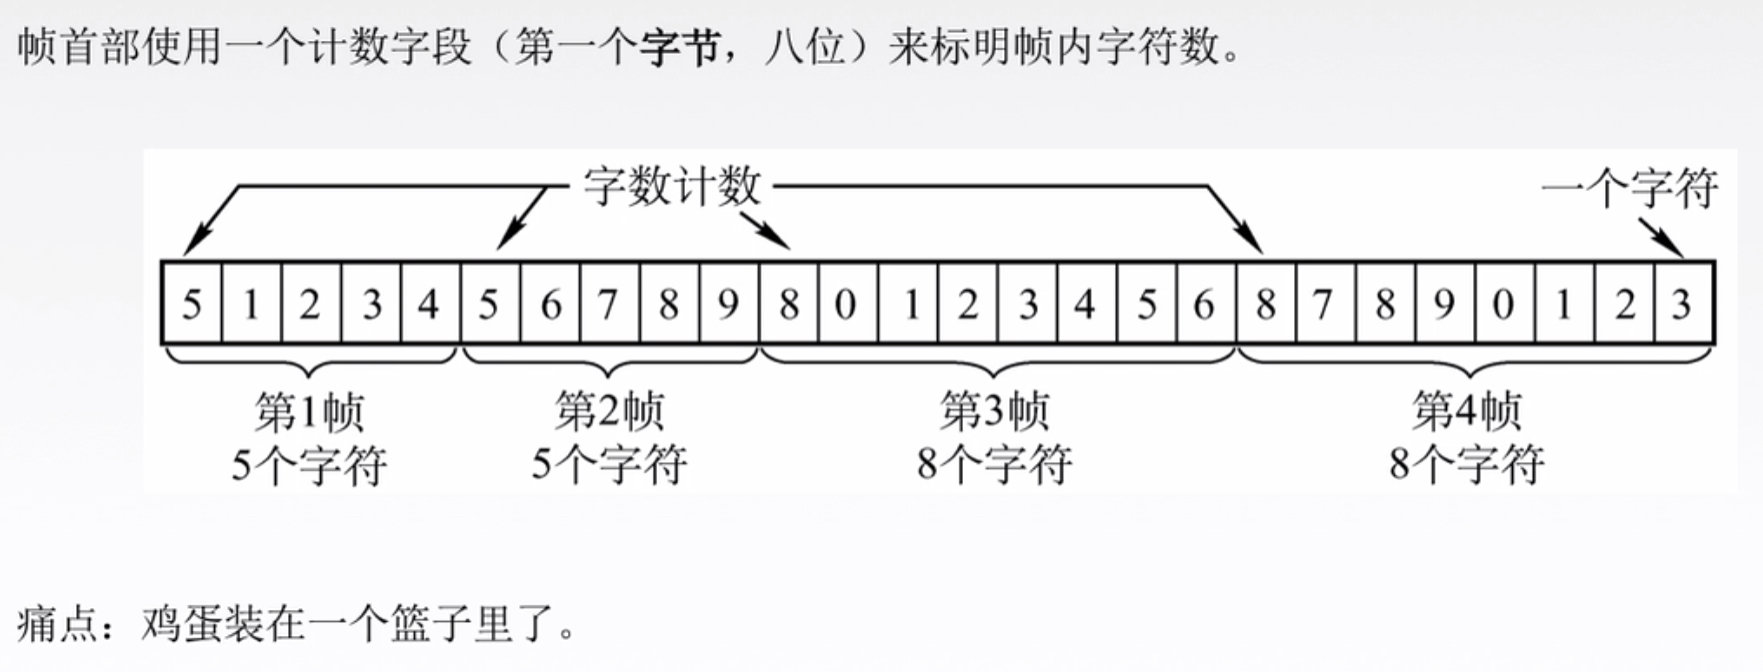 帧首部使用一个计数字段（第一个字节，八位）来标明帧内字符数。
字数计数
一个字符
5 1 2 3 4 5 6 7 8 9 8 0 1 2 3 4 5 6 8 7 8 9 0 1 2 3
第1帧 第2帧 第3帧 第4帧
5个字符 5个字符 8个字符 8个字符
痛点：鸡蛋装在一个篮子里了。